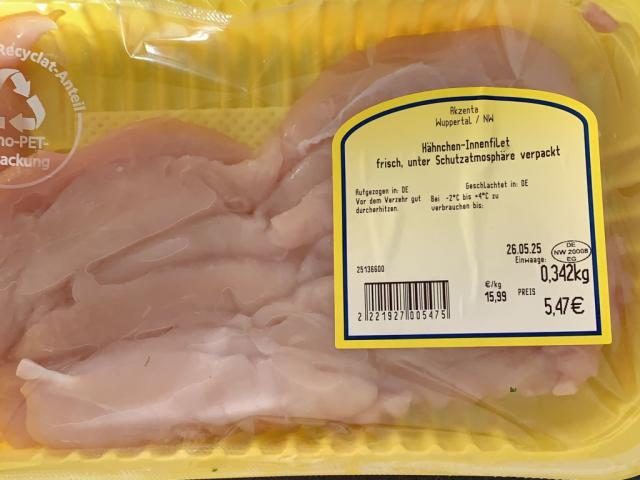 Recyclat-Anteil
no-PET-
ackung
Akzenta
Wuppertal / NW
Hähnchen-Innenfilet
frisch, unter Schutzatmosphäre verpackt
Aufgezogen in: DE
Geschlachtet in: DE
Vor dem Verzehr gut
durcherhitzen.
Bei -2°C bis +4°C zu
verbrauchen bis:
26.05.25
DE
NW 20008
EG
Einwaage:
25136600
0,342kg
€/kg
15,99
PREIS
5,47€
2 221927 005475